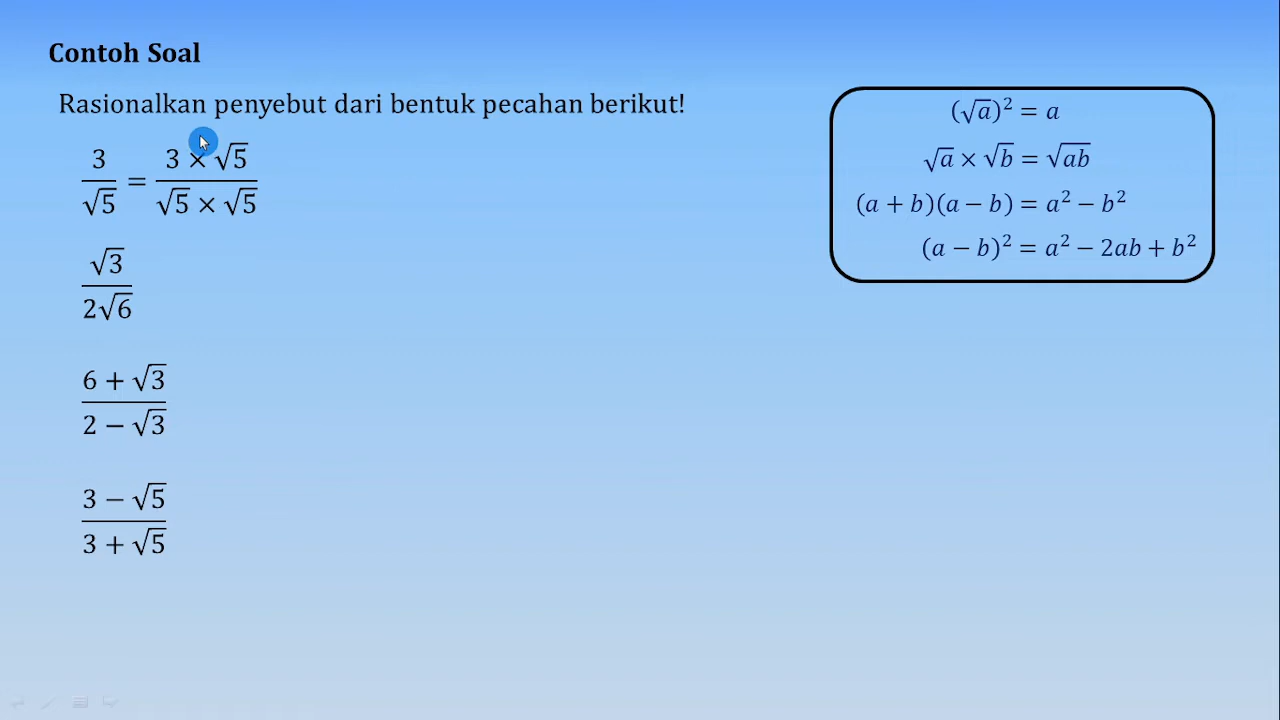 Contoh Soal
Rasionalkan penyebut dari bentuk pecahan berikut!
3/√5 = (3 × √5)/(√5 × √5)
√3/(2√6)
(6 + √3)/(2 − √3)
(3 − √5)/(3 + √5)
(√a)² = a
√a × √b = √ab
(a + b)(a − b) = a² − b²
(a − b)² = a² − 2ab + b²